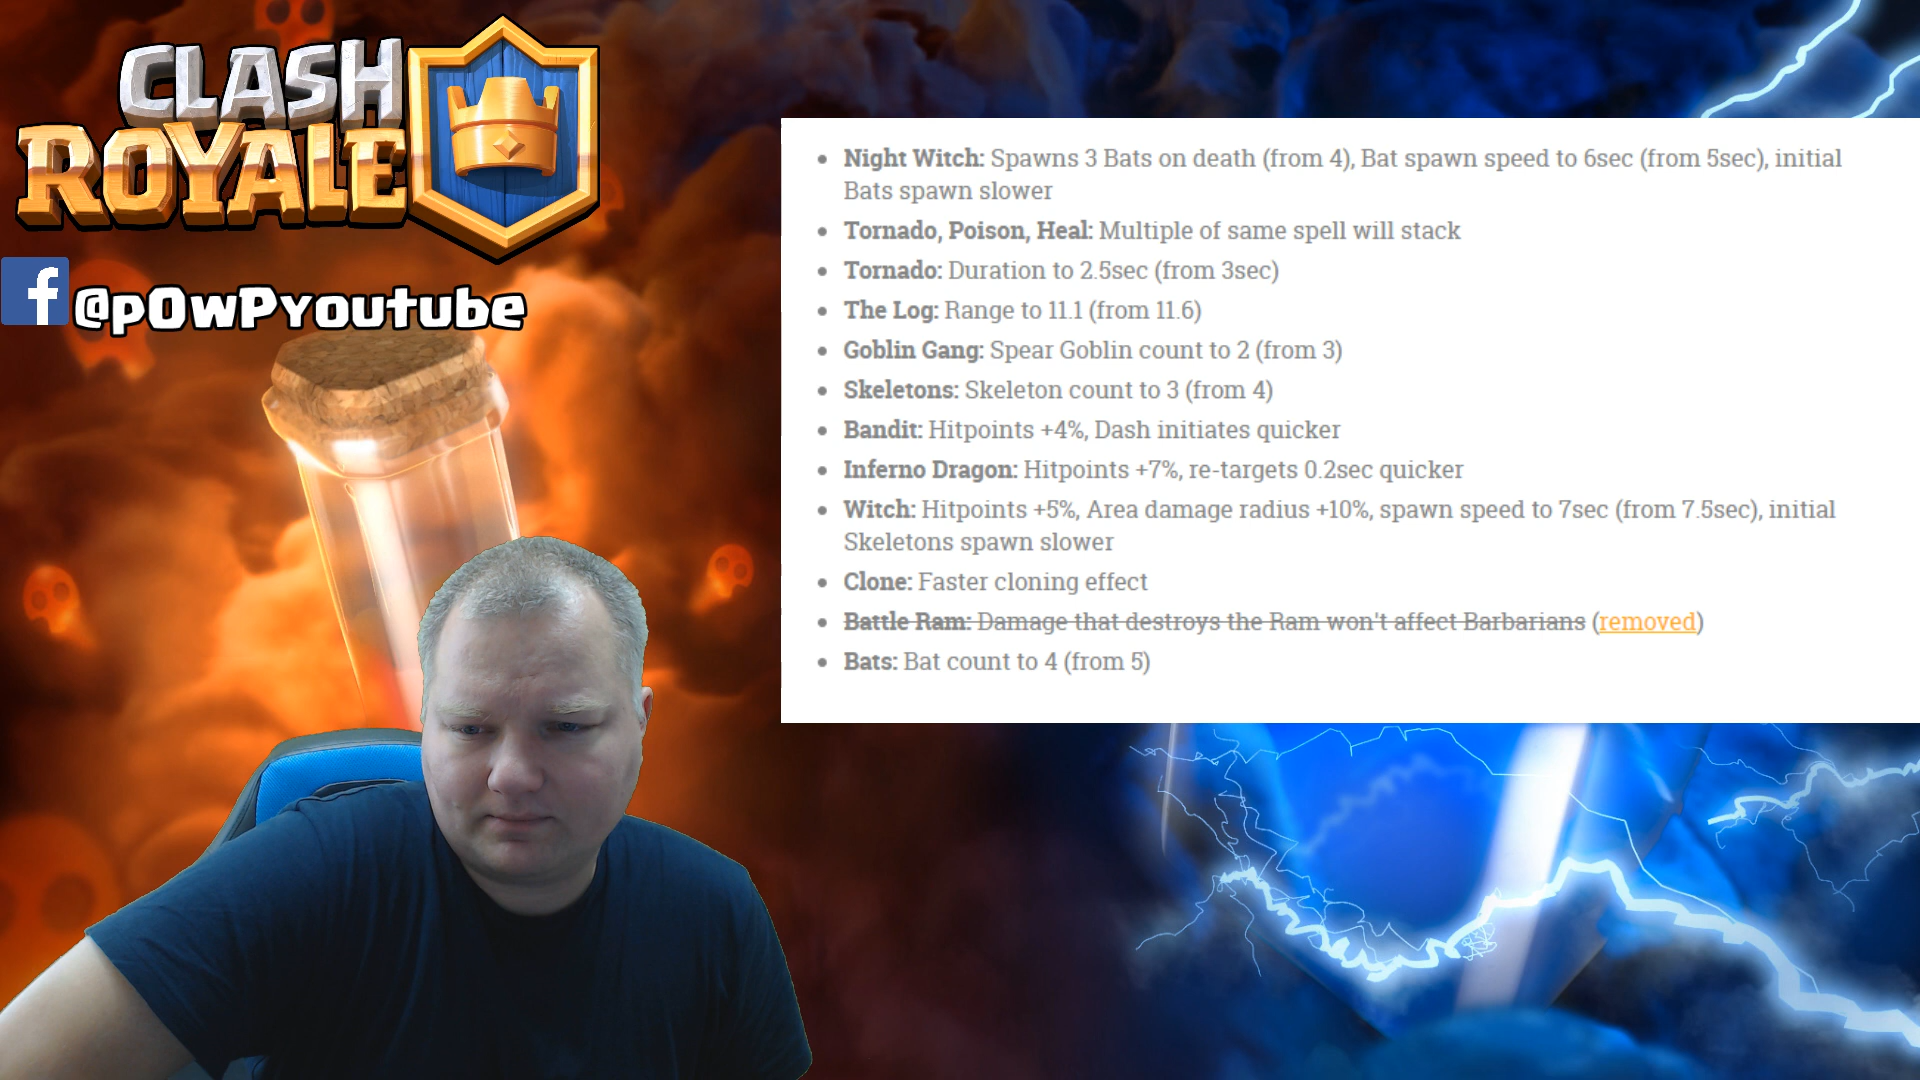 CLASH
ROYALE
f @pOwPyoutube
• Night Witch: Spawns 3 Bats on death (from 4), Bat spawn speed to 6sec (from 5sec), initial
Bats spawn slower
• Tornado, Poison, Heal: Multiple of same spell will stack
• Tornado: Duration to 2.5sec (from 3sec)
• The Log: Range to 11.1 (from 11.6)
• Goblin Gang: Spear Goblin count to 2 (from 3)
• Skeletons: Skeleton count to 3 (from 4)
• Bandit: Hitpoints +4%, Dash initiates quicker
• Inferno Dragon: Hitpoints +7%, re-targets 0.2sec quicker
• Witch: Hitpoints +5%, Area damage radius +10%, spawn speed to 7sec (from 7.5sec), initial
Skeletons spawn slower
• Clone: Faster cloning effect
• Battle Ram: Damage that destroys the Ram won't affect Barbarians (removed)
• Bats: Bat count to 4 (from 5)